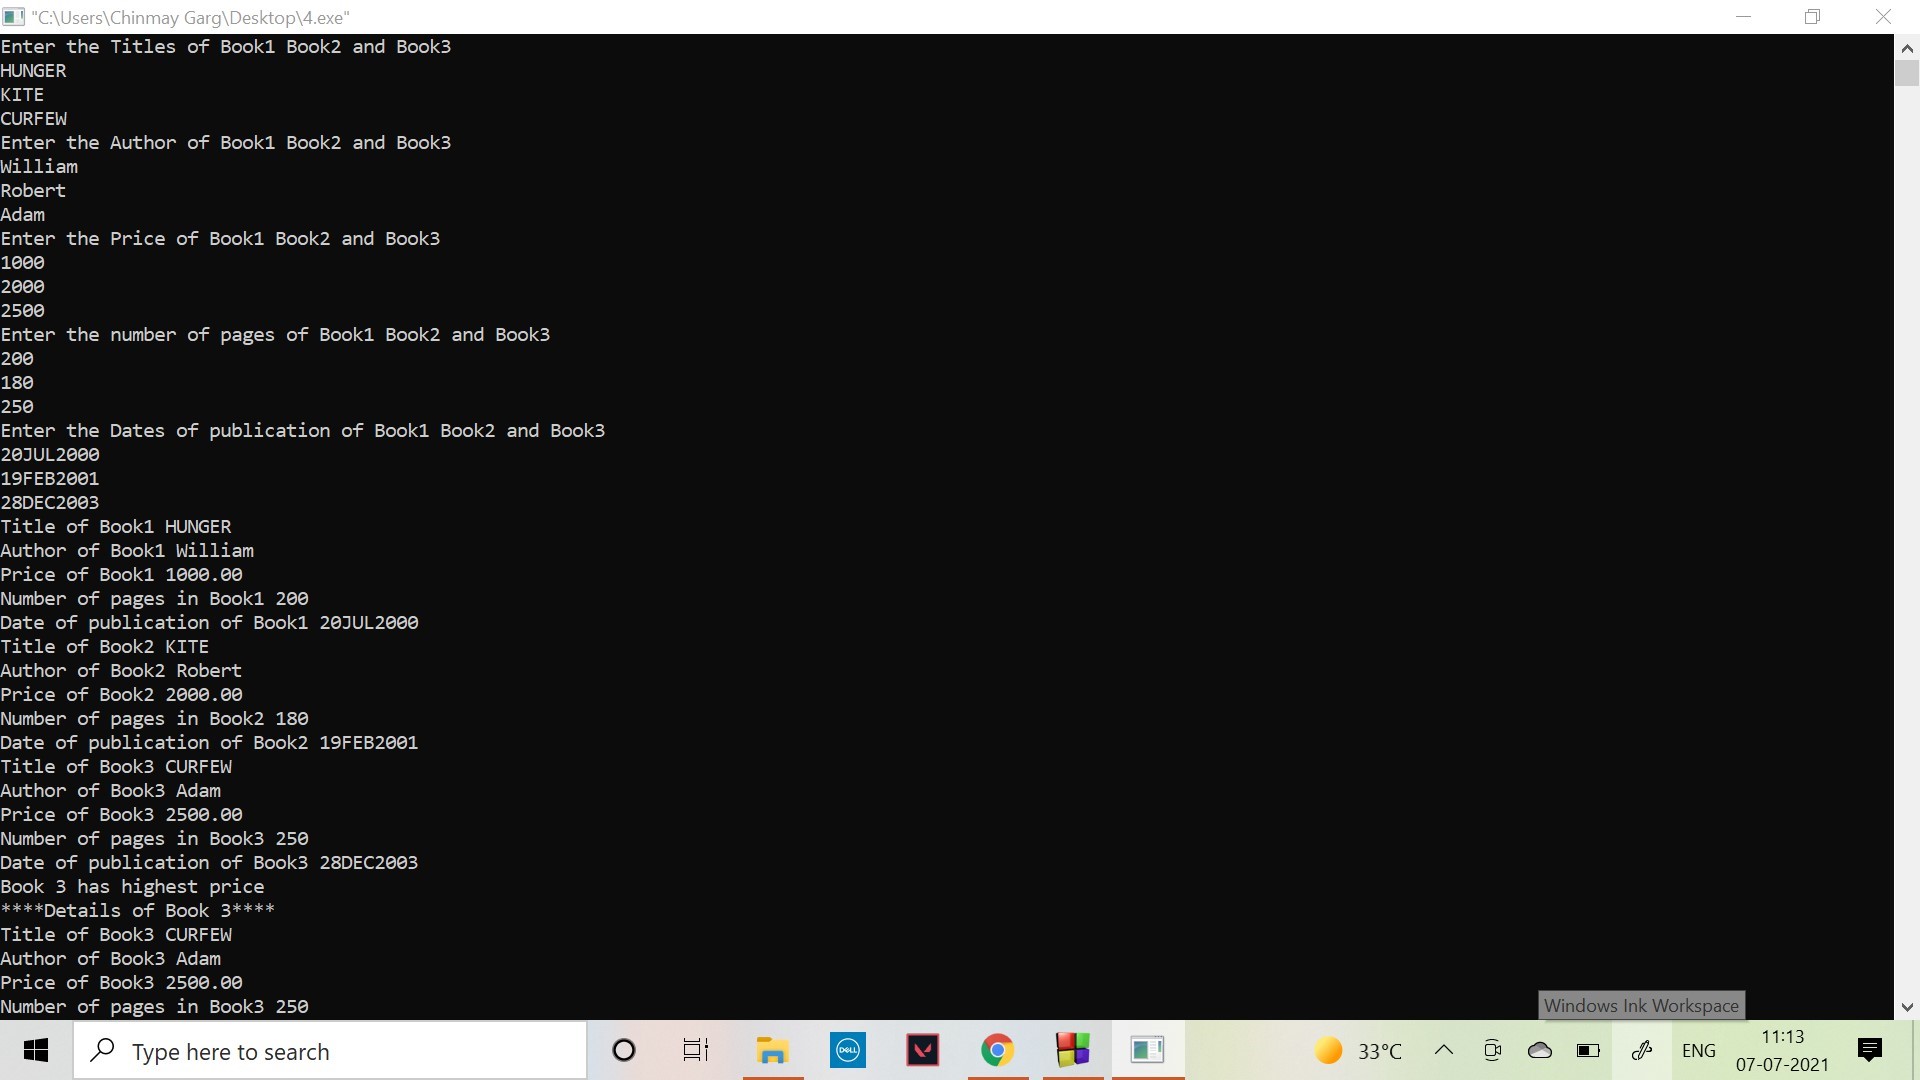 "C:\Users\Chinmay Garg\Desktop\4.exe"
Enter the Titles of Book1 Book2 and Book3
HUNGER
KITE
CURFEW
Enter the Author of Book1 Book2 and Book3
William
Robert
Adam
Enter the Price of Book1 Book2 and Book3
1000
2000
2500
Enter the number of pages of Book1 Book2 and Book3
200
180
250
Enter the Dates of publication of Book1 Book2 and Book3
20JUL2000
19FEB2001
28DEC2003
Title of Book1 HUNGER
Author of Book1 William
Price of Book1 1000.00
Number of pages in Book1 200
Date of publication of Book1 20JUL2000
Title of Book2 KITE
Author of Book2 Robert
Price of Book2 2000.00
Number of pages in Book2 180
Date of publication of Book2 19FEB2001
Title of Book3 CURFEW
Author of Book3 Adam
Price of Book3 2500.00
Number of pages in Book3 250
Date of publication of Book3 28DEC2003
Book 3 has highest price
****Details of Book 3****
Title of Book3 CURFEW
Author of Book3 Adam
Price of Book3 2500.00
Number of pages in Book3 250
Windows Ink Workspace
Type here to search
DELL
33°C
ENG
11:13
07-07-2021